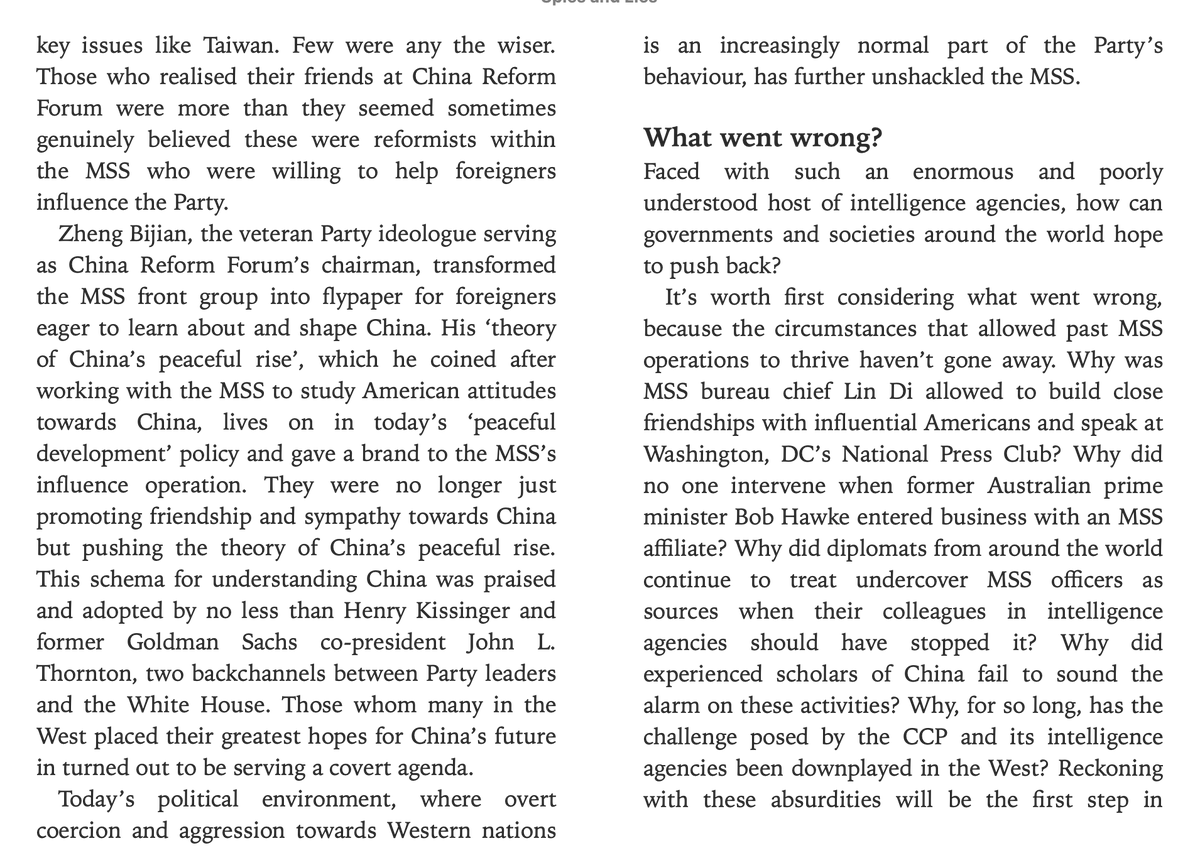 key issues like Taiwan. Few were any the wiser.
Those who realised their friends at China Reform
Forum were more than they seemed sometimes
genuinely believed these were reformists within
the MSS who were willing to help foreigners
influence the Party.
Zheng Bijian, the veteran Party ideologue serving
as China Reform Forum’s chairman, transformed
the MSS front group into flypaper for foreigners
eager to learn about and shape China. His ‘theory
of China’s peaceful rise’, which he coined after
working with the MSS to study American attitudes
towards China, lives on in today’s ‘peaceful
development’ policy and gave a brand to the MSS’s
influence operation. They were no longer just
promoting friendship and sympathy towards China
but pushing the theory of China’s peaceful rise.
This schema for understanding China was praised
and adopted by no less than Henry Kissinger and
former Goldman Sachs co-president John L.
Thornton, two backchannels between Party leaders
and the White House. Those whom many in the
West placed their greatest hopes for China’s future
in turned out to be serving a covert agenda.
Today’s political environment, where overt
coercion and aggression towards Western nations
is an increasingly normal part of the Party’s
behaviour, has further unshackled the MSS.
What went wrong?
Faced with such an enormous and poorly
understood host of intelligence agencies, how can
governments and societies around the world hope
to push back?
It’s worth first considering what went wrong,
because the circumstances that allowed past MSS
operations to thrive haven’t gone away. Why was
MSS bureau chief Lin Di allowed to build close
friendships with influential Americans and speak at
Washington, DC’s National Press Club? Why did
no one intervene when former Australian prime
minister Bob Hawke entered business with an MSS
affiliate? Why did diplomats from around the world
continue to treat undercover MSS officers as
sources when their colleagues in intelligence
agencies should have stopped it? Why did
experienced scholars of China fail to sound the
alarm on these activities? Why, for so long, has the
challenge posed by the CCP and its intelligence
agencies been downplayed in the West? Reckoning
with these absurdities will be the first step in